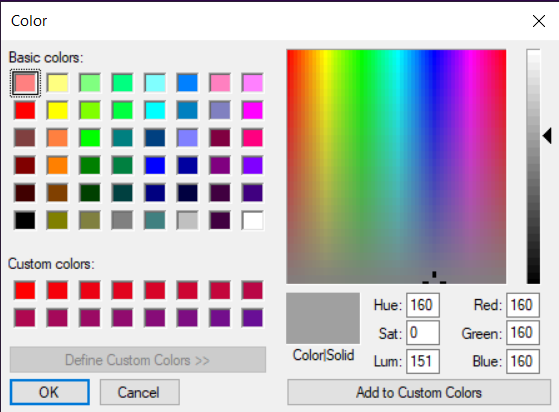 Color
Basic colors:
Custom colors:
Define Custom Colors >>
OK Cancel
Color|Solid
Hue: 160 Red: 160
Sat: 0 Green: 160
Lum: 151 Blue: 160
Add to Custom Colors